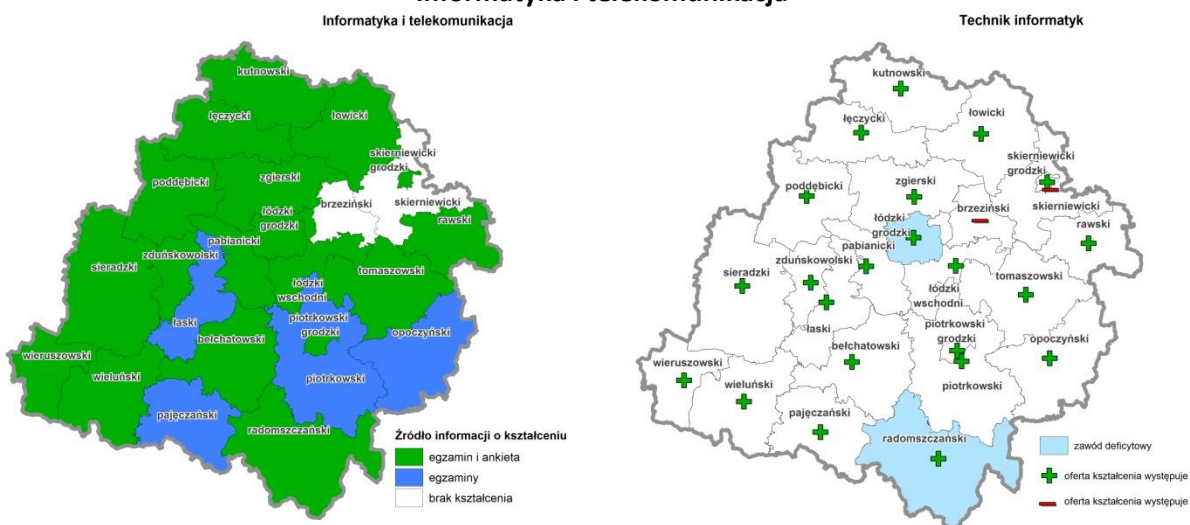 Informatyka i telekomunikacja
Informatyka i telekomunikacja
kutnowski
łęczycki
łowicki
skierniewicki
grodzki
poddębicki
zgierski
brzeziński
skierniewicki
łódzki
grodzki
rawski
pabianicki
zduńskowolski
sieradzki
tomaszowski
łódzki
wschodni
łaski
piotrkowski
grodzki
opoczyński
bełchatowski
wieruszowski
wieluński
piotrkowski
pajęczański
radomszczański
Źródło informacji o kształceniu
egzamin i ankieta
egzaminy
brak kształcenia
Technik informatyk
kutnowski
łęczycki
łowicki
skierniewicki
grodzki
poddębicki
zgierski
brzeziński
skierniewicki
łódzki
grodzki
rawski
pabianicki
zduńskowolski
sieradzki
tomaszowski
łódzki
wschodni
łaski
piotrkowski
grodzki
bełchatowski
opoczyński
wieruszowski
wieluński
piotrkowski
pajęczański
radomszczański
zawód deficytowy
oferta kształcenia występuje
oferta kształcenia występuje